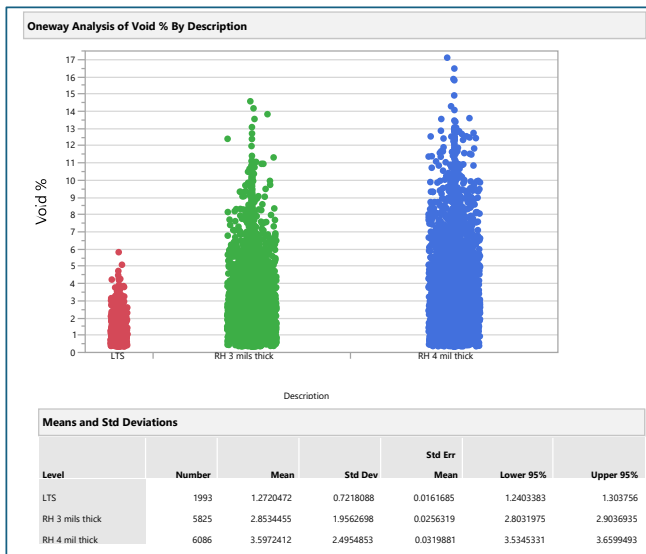 Oneway Analysis of Void % By Description
17
16
15
14
13
12
11
10
9
8
7
6
5
4
3
2
1
0
Void %
LTS RH 3 mils thick RH 4 mil thick
Description
Means and Std Deviations
Std Err
Level Number Mean Std Dev Mean Lower 95% Upper 95%
LTS 1993 1.2720472 0.7218088 0.0161685 1.2403383 1.303756
RH 3 mils thick 5825 2.8534455 1.9562698 0.0256319 2.8031975 2.9036935
RH 4 mil thick 6086 3.5972412 2.4954853 0.0319881 3.5345331 3.6599493